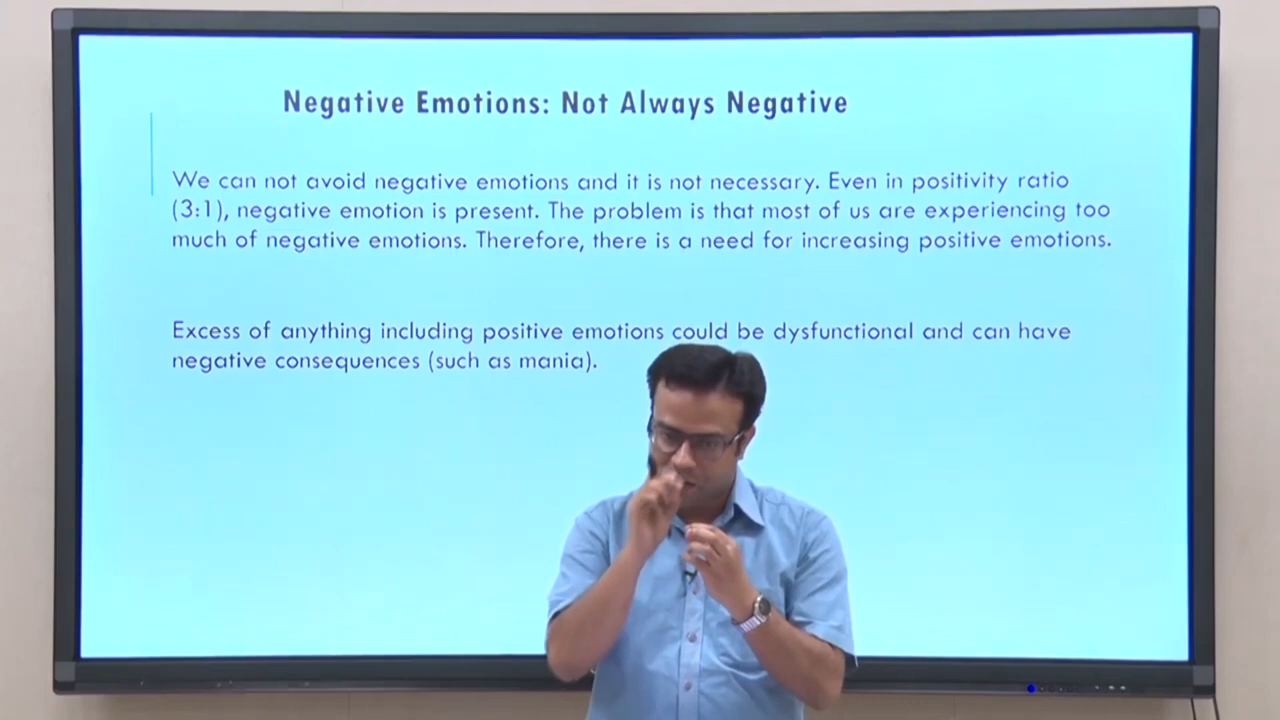 Negative Emotions: Not Always Negative
We can not avoid negative emotions and it is not necessary. Even in positivity ratio
(3:1), negative emotion is present. The problem is that most of us are experiencing too
much of negative emotions. Therefore, there is a need for increasing positive emotions.
Excess of anything including positive emotions could be dysfunctional and can have
negative consequences (such as mania).